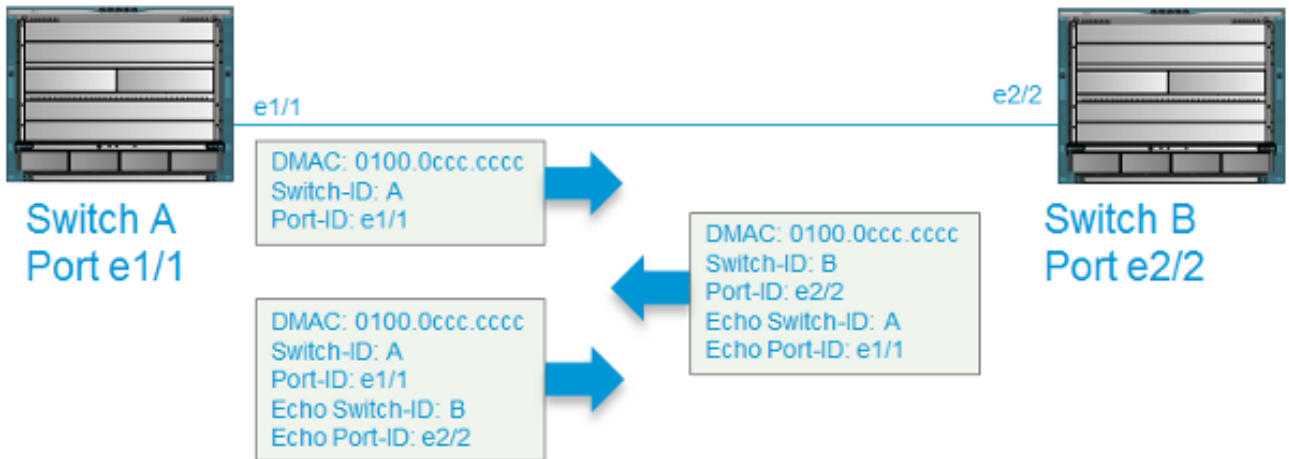 e1/1
e2/2
DMAC: 0100.0ccc.cccc
Switch-ID: A
Port-ID: e1/1
Switch A
Port e1/1
DMAC: 0100.0ccc.cccc
Switch-ID: B
Port-ID: e2/2
Echo Switch-ID: A
Echo Port-ID: e1/1
Switch B
Port e2/2
DMAC: 0100.0ccc.cccc
Switch-ID: A
Port-ID: e1/1
Echo Switch-ID: B
Echo Port-ID: e2/2